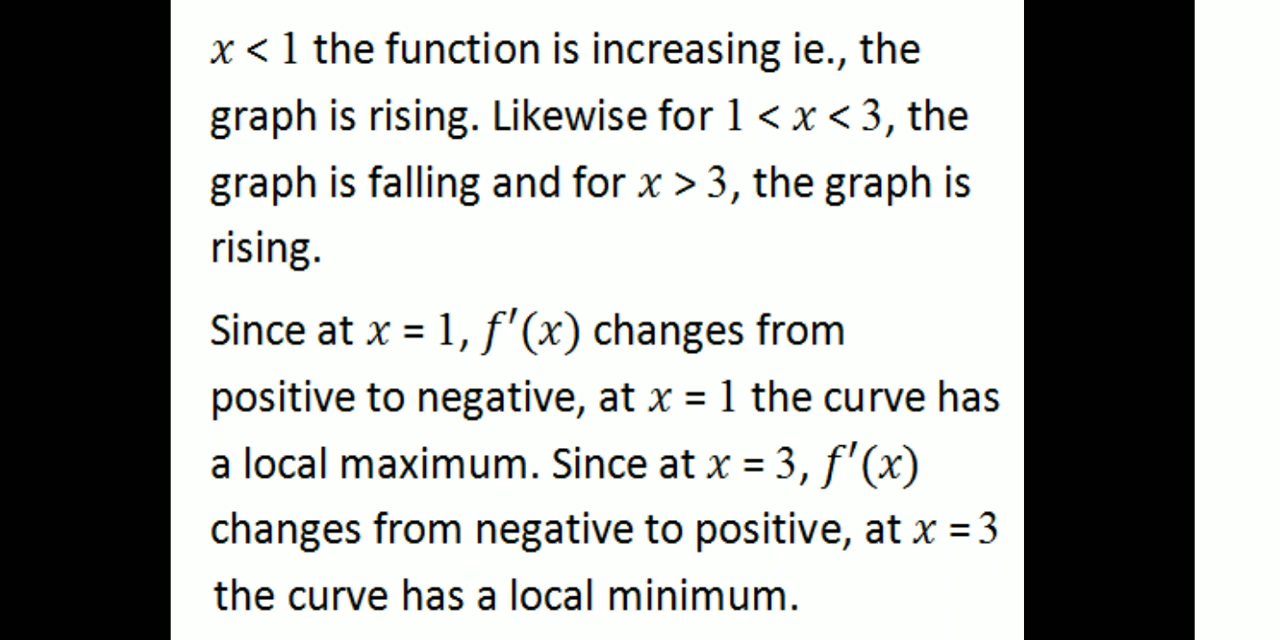 x < 1 the function is increasing ie., the
graph is rising. Likewise for 1 < x < 3, the
graph is falling and for x > 3, the graph is
rising.
Since at x = 1, f′(x) changes from
positive to negative, at x = 1 the curve has
a local maximum. Since at x = 3, f′(x)
changes from negative to positive, at x = 3
the curve has a local minimum.